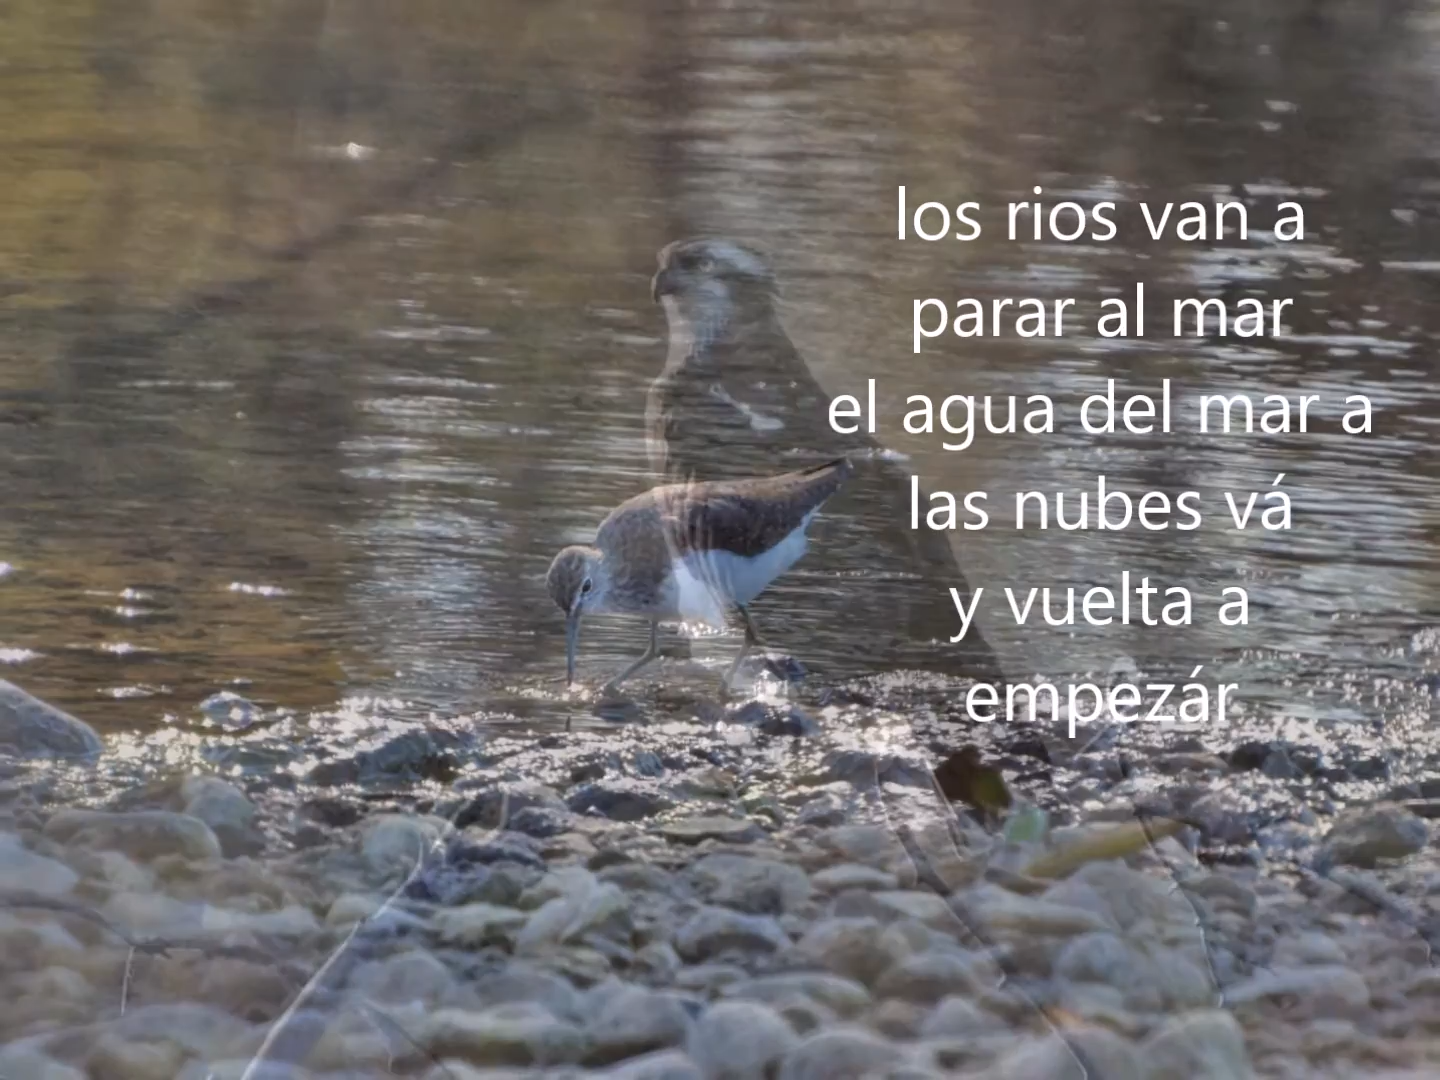 los rios van a
parar al mar
el agua del mar a
las nubes vá
y vuelta a
empezár